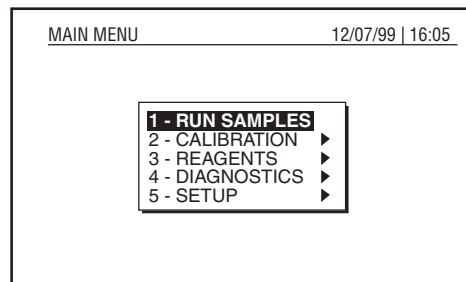 MAIN MENU 12/07/99 | 16:05
1 - RUN SAMPLES
2 - CALIBRATION
3 - REAGENTS
4 - DIAGNOSTICS
5 - SETUP